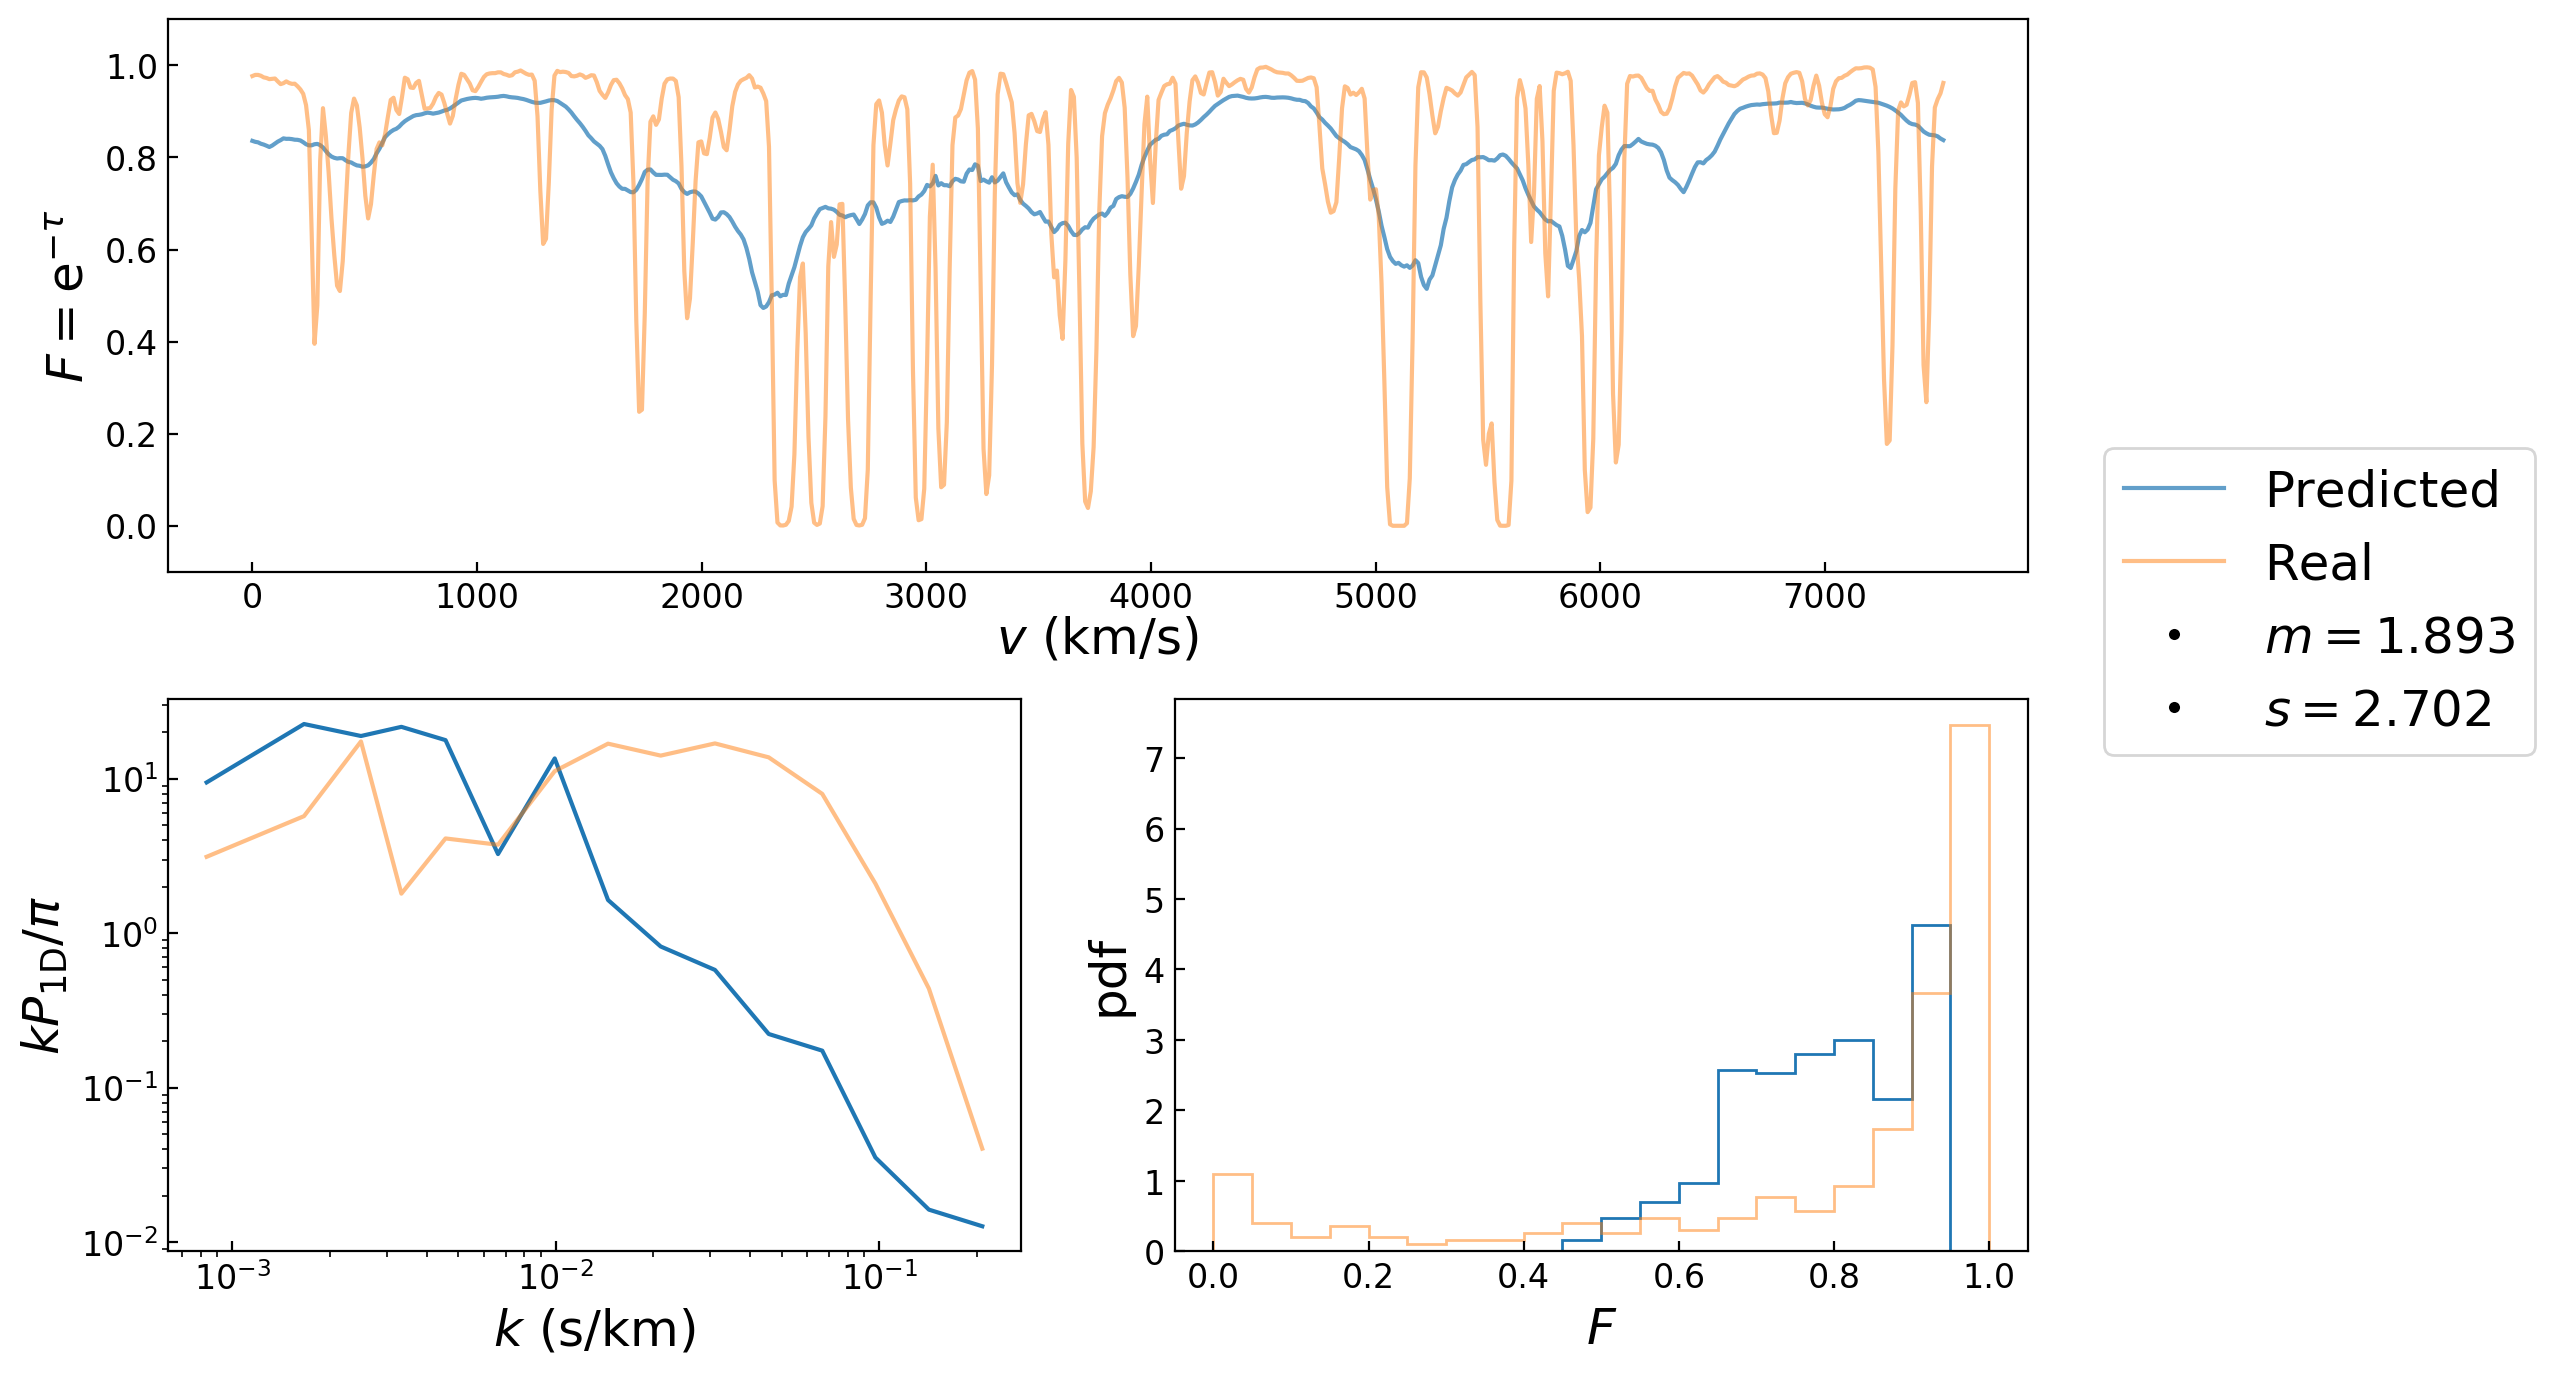 1.0
0.8
0.6
0.4
0.2
0.0
F = e^{-τ}
0 1000 2000 3000 4000 5000 6000 7000
v (km/s)
Predicted
Real
m = 1.893
s = 2.702
10^1
10^0
10^{-1}
10^{-2}
kP_{1D}/π
10^{-3} 10^{-2} 10^{-1}
k (s/km)
7
6
5
4
3
2
1
0
pdf
0.0 0.2 0.4 0.6 0.8 1.0
F